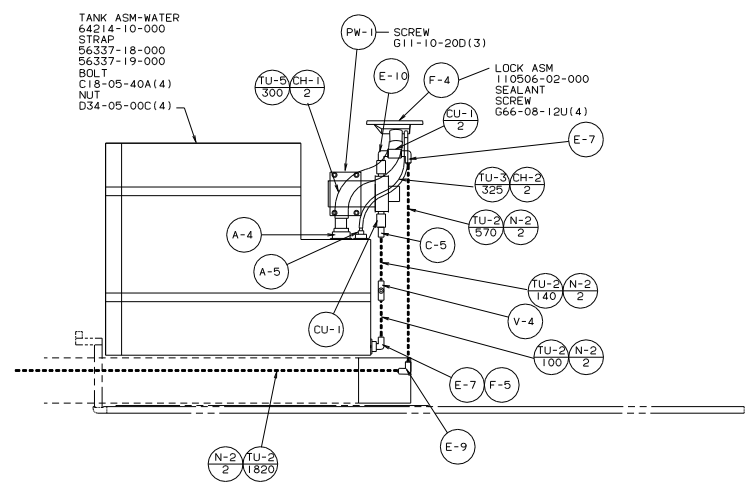 TANK ASM-WATER
64214-10-000
STRAP
56337-18-000
56337-19-000
BOLT
C18-05-40A(4)
NUT
D34-05-00C(4)
PW-1
SCREW
G11-10-20D(3)
TU-5
300
CH-1
2
E-10
F-4
LOCK ASM
110506-02-000
SEALANT
SCREW
G66-08-12U(4)
CU-1
2
E-7
TU-3
325
CH-2
2
TU-2
570
N-2
2
A-4
C-5
A-5
TU-2
140
N-2
2
CU-1
V-4
TU-2
100
N-2
2
E-7
F-5
E-9
N-2
2
TU-2
1820